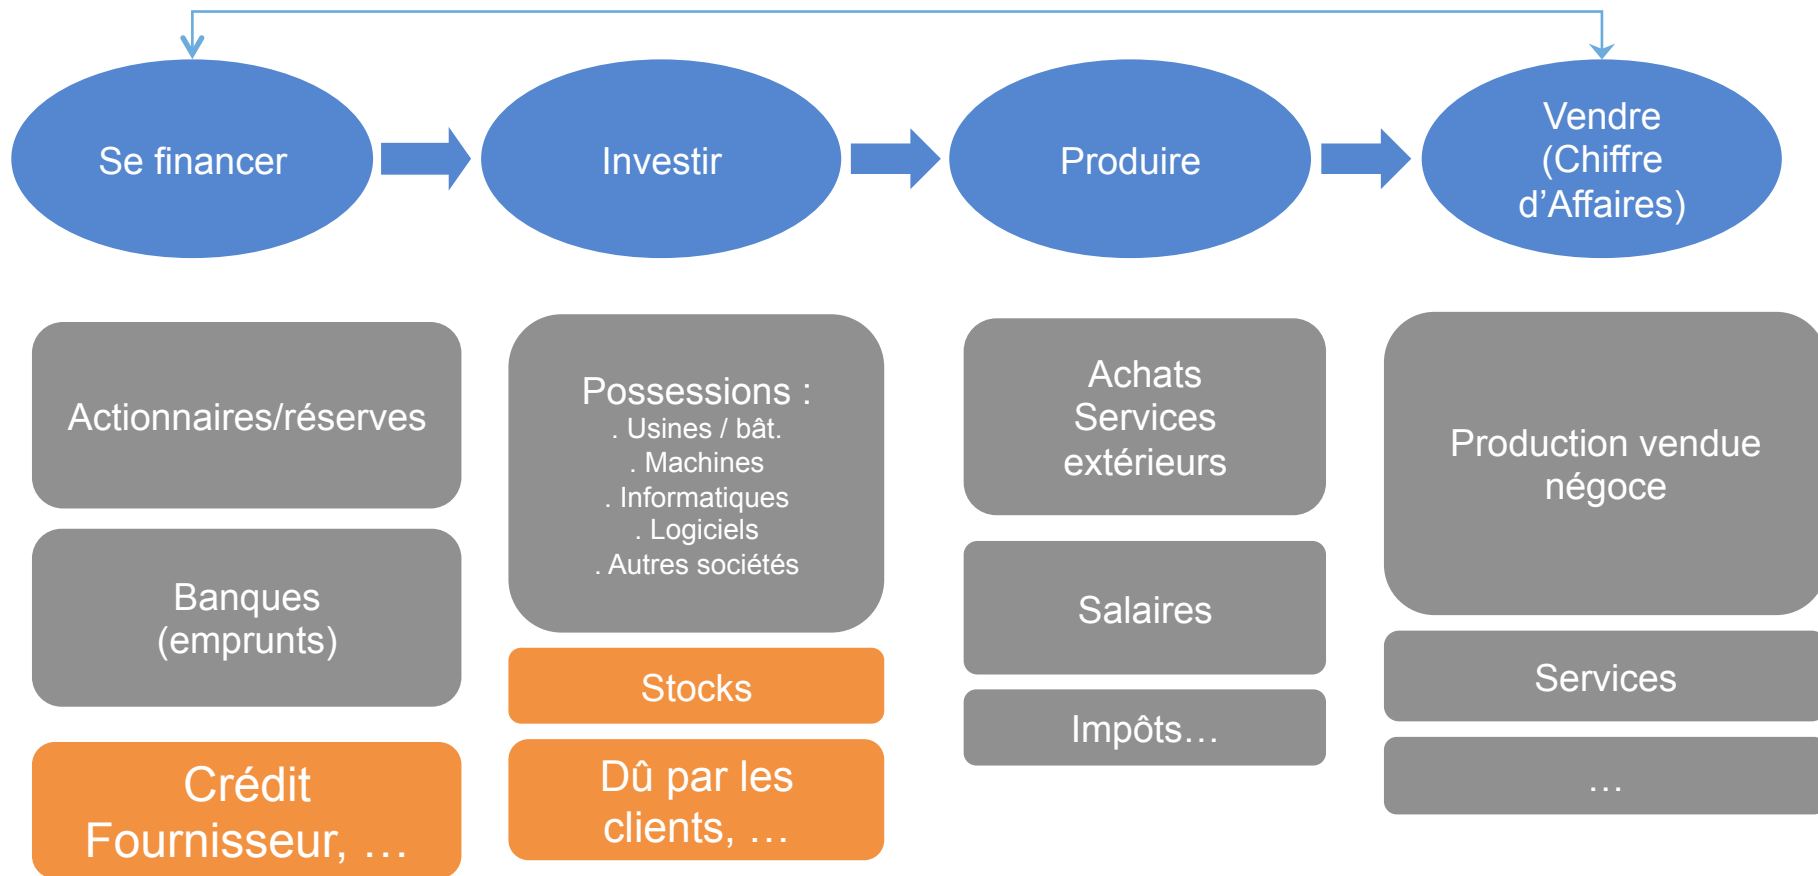 Se financer
Investir
Produire
Vendre
(Chiffre
d’Affaires)
Actionnaires/réserves
Banques
(emprunts)
Crédit
Fournisseur, …
Possessions :
. Usines / bât.
. Machines
. Informatiques
. Logiciels
. Autres sociétés
Stocks
Dû par les
clients, …
Achats
Services
extérieurs
Salaires
Impôts…
Production vendue
négoce
Services
…